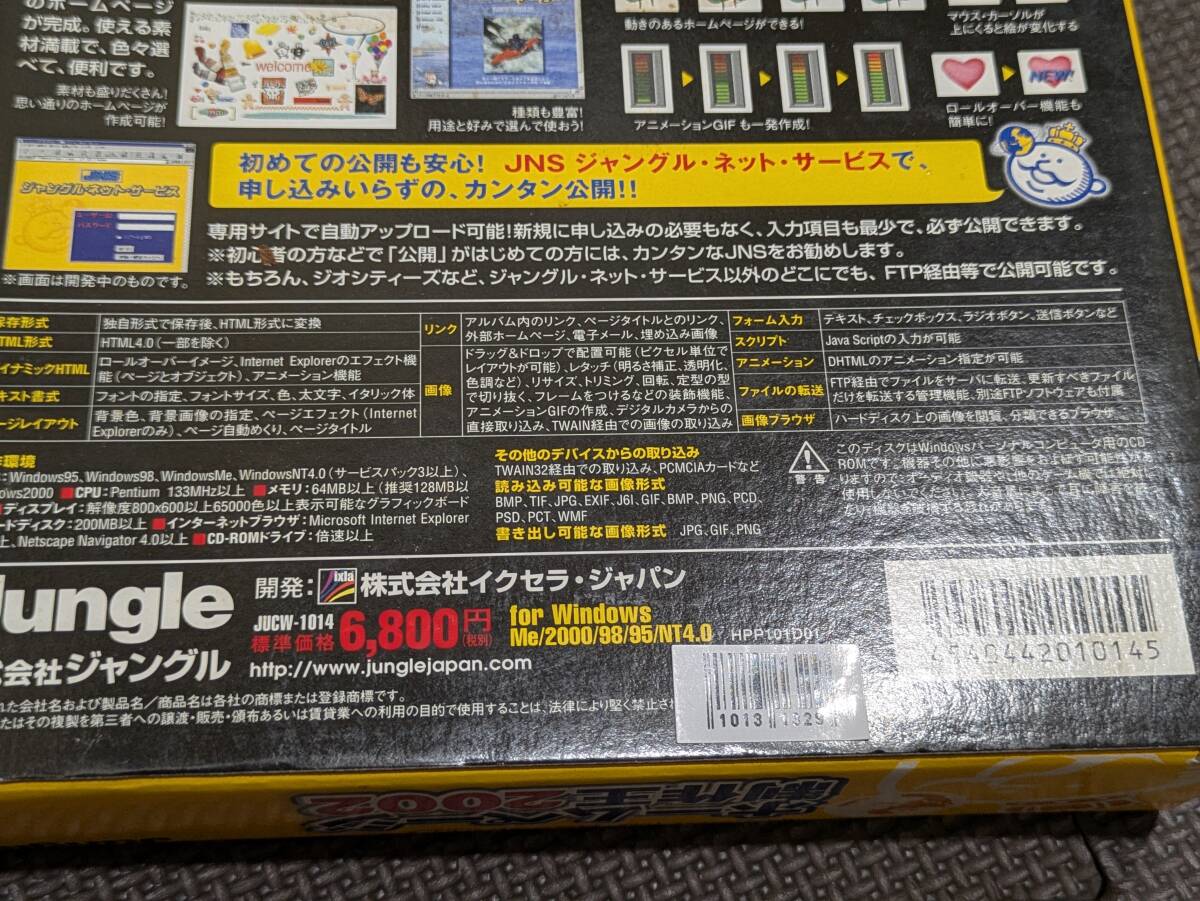 のホームページ
が完成。使える素
材満載で、色々選
べて、便利です。
素材も盛りだくさん!
思い通りのホームページが
作成可能!
welcome
種類も豊富!
用途と好みで選んで使おう!
動きのあるホームページができる!
アニメーションGIFも一発作成!
マウス・カーソルが
上にくると絵が変化する
NEW!
ロールオーバー機能も
簡単に!
JNS
ジャングル・ネット・サービス
※画面は開発中のものです。
初めての公開も安心! JNS ジャングル・ネット・サービスで、
申し込みいらずの、カンタン公開!!
専用サイトで自動アップロード可能!新規に申し込みの必要もなく、入力項目も最少で、必ず公開できます。
※初心者の方などで「公開」がはじめての方には、カンタンなJNSをお勧めします。
※もちろん、ジオシティーズなど、ジャングル・ネット・サービス以外のどこにでも、FTP経由等で公開可能です。
保存形式 独自形式で保存後、HTML形式に変換
TML形式 HTML4.0(一部を除く)
イナミックHTML ロールオーバーイメージ、Internet Explorerのエフェクト機
能(ページとオブジェクト)、アニメーション機能
キスト書式 フォントの指定、フォントサイズ、色、太文字、イタリック体
ージレイアウト 背景色、背景画像の指定、ページエフェクト(Internet
Explorerのみ)、ページ自動めくり、ページタイトル
リンク アルバム内のリンク、ページタイトルとのリンク、
外部ホームページ、電子メール、埋め込み画像
画像 ドラッグ&ドロップで配置可能(ピクセル単位で
レイアウトが可能)、レタッチ(明るさ補正、透明化、
色調など)、リサイズ、トリミング、回転、定型の型
で切り抜く、フレームをつけるなどの装飾機能、
アニメーションGIFの作成、デジタルカメラからの
直接取り込み、TWAIN経由での画像の取り込み
フォーム入力 テキスト、チェックボックス、ラジオボタン、送信ボタンなど
スクリプト Java Scriptの入力が可能
アニメーション DHTMLのアニメーション指定が可能
ファイルの転送 FTP経由でファイルをサーバに転送、更新すべきファイル
だけを転送する管理機能、別途FTPソフトウェアも付属
画像ブラウザ ハードディスク上の画像を閲覧、分類できるブラウザ
環境
:Windows95、Windows98、WindowsMe、WindowsNT4.0(サービスパック3以上)、
ows2000 ■CPU:Pentium 133MHz以上 ■メモリ:64MB以上(推奨128MB以
ディスプレイ:解像度800x600以上65000色以上表示可能なグラフィックボード
ードディスク:200MB以上 ■インターネットブラウザ:Microsoft Internet Explorer
上、Netscape Navigator 4.0以上 ■CD-ROMドライブ:倍速以上
その他のデバイスからの取り込み
TWAIN32経由での取り込み、PCMCIAカードなど
読み込み可能な画像形式
BMP、TIF、JPG、EXIF、J6I、GIF、BMP、PNG、PCD、
PSD、PCT、WMF
書き出し可能な画像形式 JPG、GIF、PNG
警告
このディスクはWindowsパーソナルコンピュータ用のCD
Jungle
式会社ジャングル
開発: ixla 株式会社イクセラ・ジャパン
JUCW-1014
標準価格 6,800円(税別)
for Windows
Me/2000/98/95/NT4.0
HPP101D01
http://www.junglejapan.com
れた会社名および製品名/商品名は各社の商標または登録商標です。
たはその複製を第三者への譲渡・販売・頒布あるいは賃貸業への利用の目的で使用することは、法律により堅く禁止さ
1013 1329
4540442010145
ホームページ
制作王2002